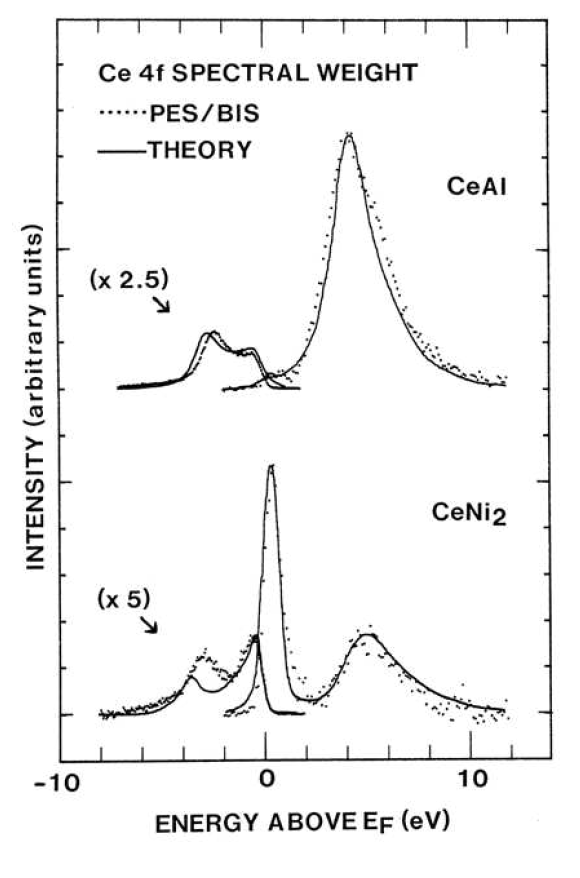 Ce 4f SPECTRAL WEIGHT
······PES/BIS
——THEORY
CeAl
(x 2.5)
INTENSITY (arbitrary units)
CeNi2
(x 5)
-10 0 10
ENERGY ABOVE EF (eV)